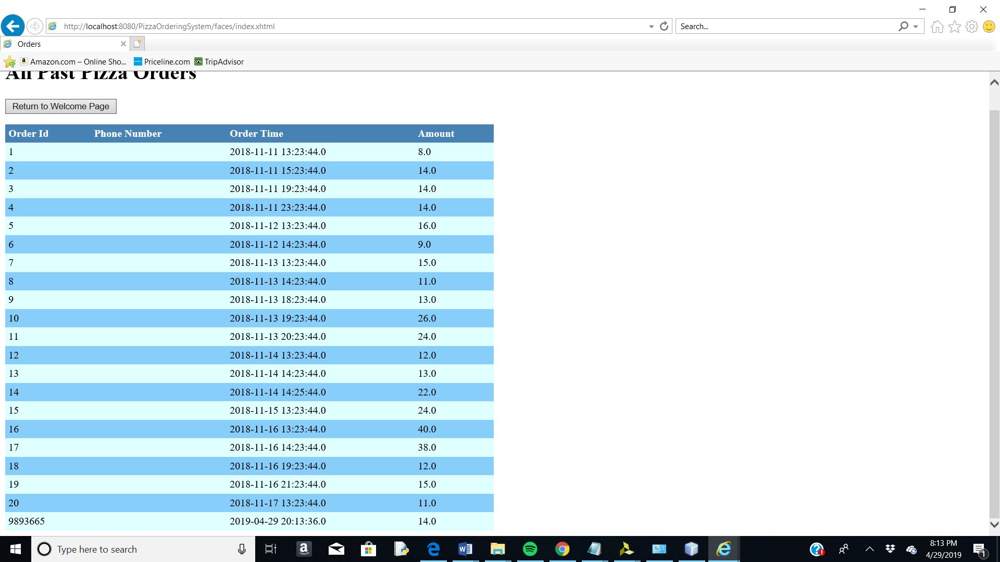 http://localhost:8080/PizzaOrderingSystem/faces/index.xhtml
Search...
Orders
Amazon.com – Online Sho... Priceline.com TripAdvisor
All Past Pizza Orders
Return to Welcome Page
Order Id Phone Number Order Time Amount
1 2018-11-11 13:23:44.0 8.0
2 2018-11-11 15:23:44.0 14.0
3 2018-11-11 19:23:44.0 14.0
4 2018-11-11 23:23:44.0 14.0
5 2018-11-12 13:23:44.0 16.0
6 2018-11-12 14:23:44.0 9.0
7 2018-11-13 13:23:44.0 15.0
8 2018-11-13 14:23:44.0 11.0
9 2018-11-13 18:23:44.0 13.0
10 2018-11-13 19:23:44.0 26.0
11 2018-11-13 20:23:44.0 24.0
12 2018-11-14 13:23:44.0 12.0
13 2018-11-14 14:23:44.0 13.0
14 2018-11-14 14:25:44.0 22.0
15 2018-11-15 13:23:44.0 24.0
16 2018-11-16 13:23:44.0 40.0
17 2018-11-16 14:23:44.0 38.0
18 2018-11-16 19:23:44.0 12.0
19 2018-11-16 21:23:44.0 15.0
20 2018-11-17 13:23:44.0 11.0
9893665 2019-04-29 20:13:36.0 14.0
Type here to search
8:13 PM
4/29/2019
1